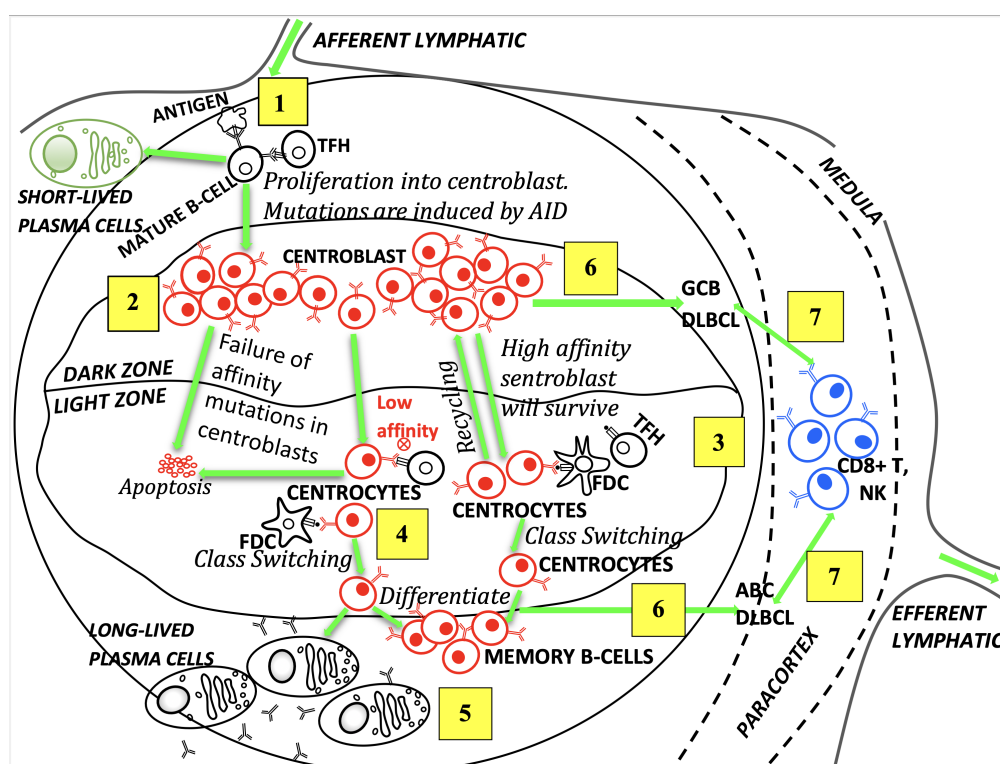 AFFERENT LYMPHATIC
1
ANTIGEN
TFH
SHORT-LIVED
PLASMA CELLS
MATURE B-CELL
Proliferation into centroblast.
Mutations are induced by AID
MEDULA
CENTROBLAST
6
2
GCB
DLBCL
7
Failure of
affinity
mutations in
centroblasts
High affinity
sentroblast
will survive
Recycling
DARK ZONE
LIGHT ZONE
Low
affinity
TFH
3
FDC
CD8+ T,
NK
Apoptosis
CENTROCYTES
CENTROCYTES
FDC
4
Class Switching
Class Switching
CENTROCYTES
7
Differentiate
6
ABC
DLBCL
EFFERENT
LYMPHATIC
LONG-LIVED
PLASMA CELLS
MEMORY B-CELLS
PARACORTEX
5